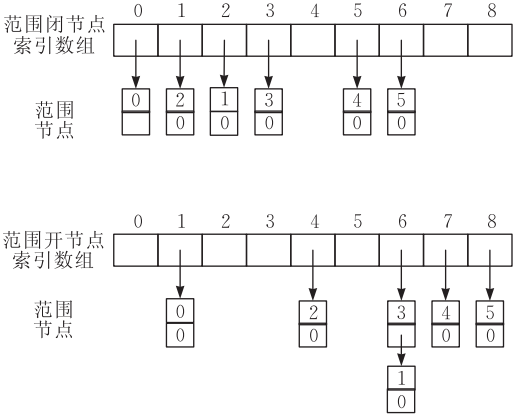 0 1 2 3 4 5 6 7 8
范围闭节点
索引数组
范围
节点
0 2 1 3 4 5
0 0 0 0 0
0 1 2 3 4 5 6 7 8
范围开节点
索引数组
范围
节点
0 2 3 4 5
0 0 0 0
1
0